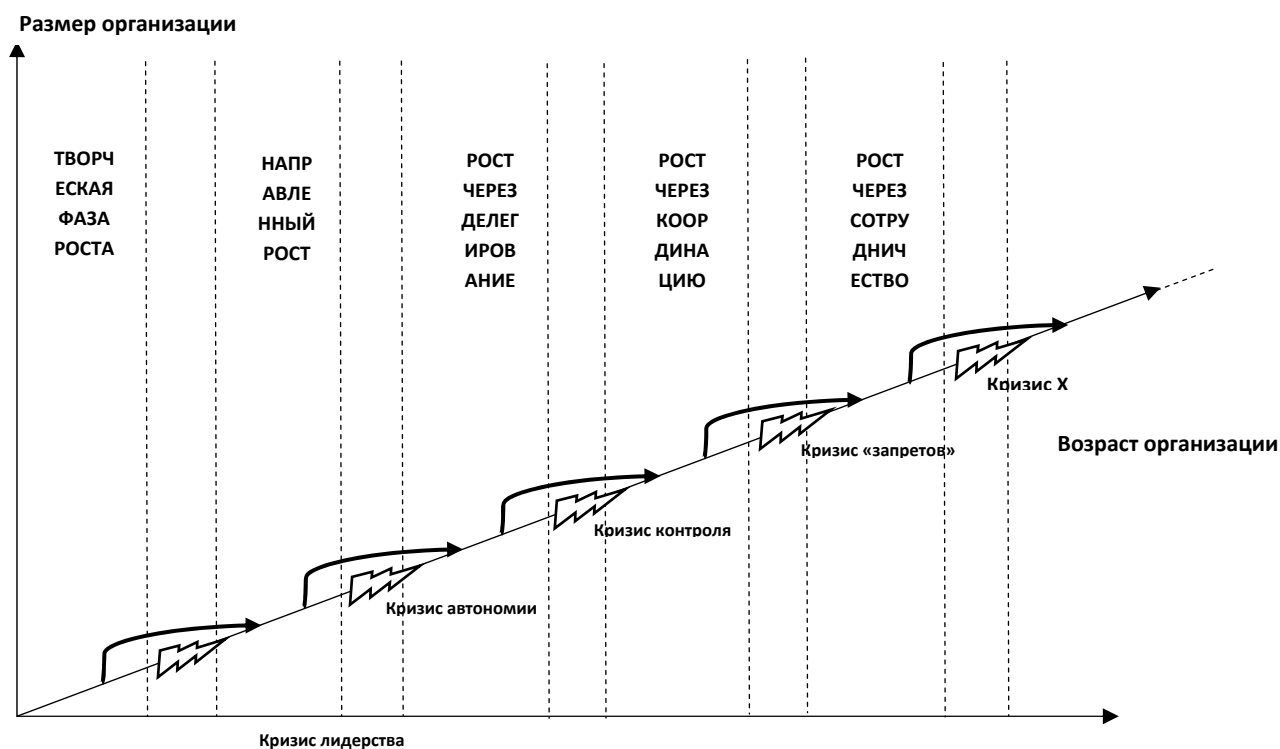 Размер организации
ТВОРЧ
ЕСКАЯ
ФАЗА
РОСТА
НАПР
АВЛЕ
ННЫЙ
РОСТ
РОСТ
ЧЕРЕЗ
ДЕЛЕГ
ИРОВ
АНИЕ
РОСТ
ЧЕРЕЗ
КООР
ДИНА
ЦИЮ
РОСТ
ЧЕРЕЗ
СОТРУ
ДНИЧ
ЕСТВО
Кризис Х
Возраст организации
Кризис «запретов»
Кризис контроля
Кризис автономии
Кризис лидерства